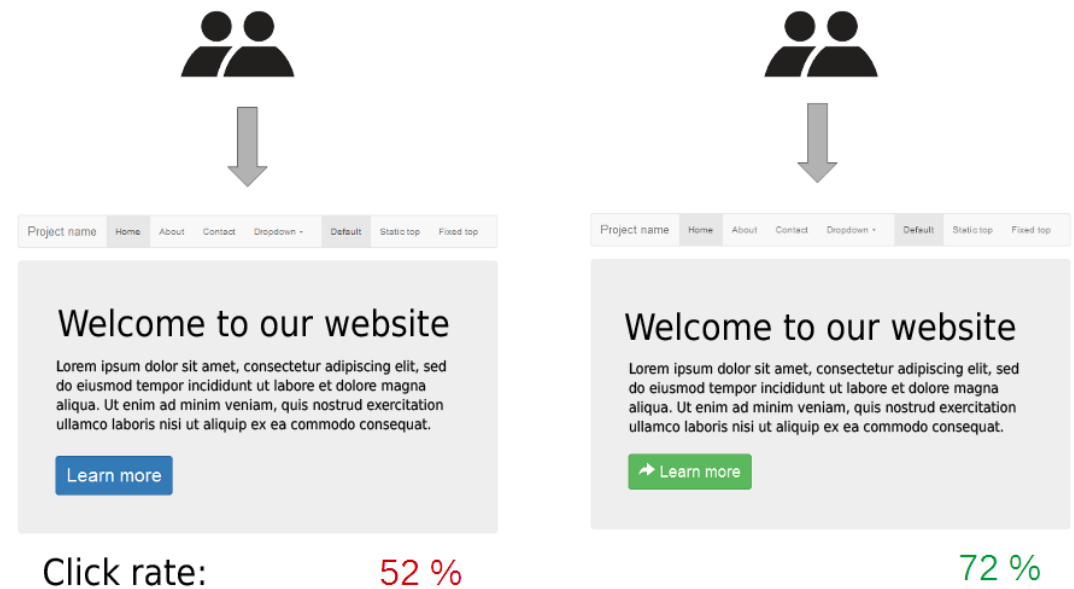 Project name Home About Contact Dropdown Default Static top Fixed top
Welcome to our website
Lorem ipsum dolor sit amet, consectetur adipiscing elit, sed
do eiusmod tempor incididunt ut labore et dolore magna
aliqua. Ut enim ad minim veniam, quis nostrud exercitation
ullamco laboris nisi ut aliquip ex ea commodo consequat.
Learn more
Click rate: 52 %
Project name Home About Contact Dropdown Default Static top Fixed top
Welcome to our website
Lorem ipsum dolor sit amet, consectetur adipiscing elit, sed
do eiusmod tempor incididunt ut labore et dolore magna
aliqua. Ut enim ad minim veniam, quis nostrud exercitation
ullamco laboris nisi ut aliquip ex ea commodo consequat.
Learn more
72 %